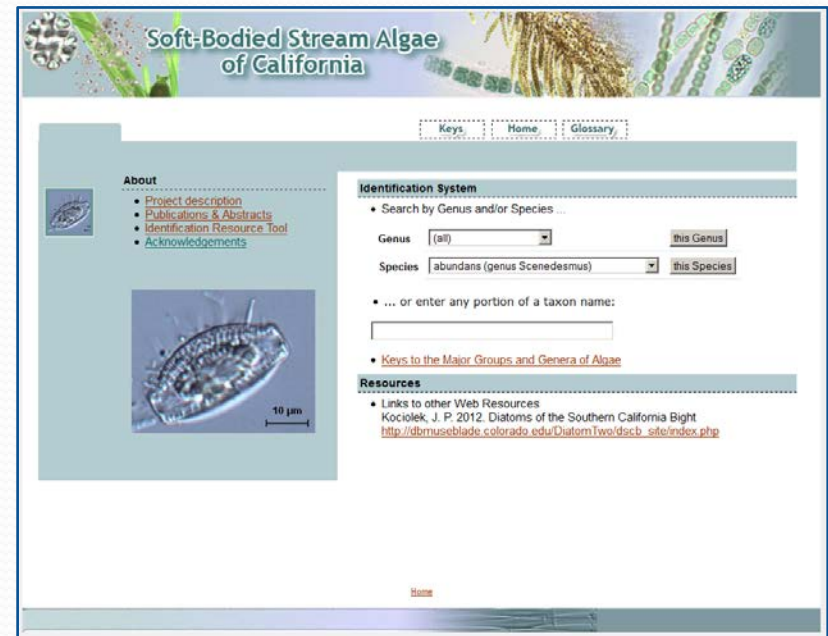 Soft-Bodied Stream Algae
of California
Keys
Home
Glossary
About
• Project description
• Publications & Abstracts
• Identification Resource Tool
• Acknowledgements
10 µm
Identification System
• Search by Genus and/or Species ...
Genus (all) this Genus
Species abundans (genus Scenedesmus) this Species
• ... or enter any portion of a taxon name:
• Keys to the Major Groups and Genera of Algae
Resources
• Links to other Web Resources
Kociolek, J. P. 2012. Diatoms of the Southern California Bight
http://dbmuseblade.colorado.edu/DiatomTwo/dscb_site/index.php
Home